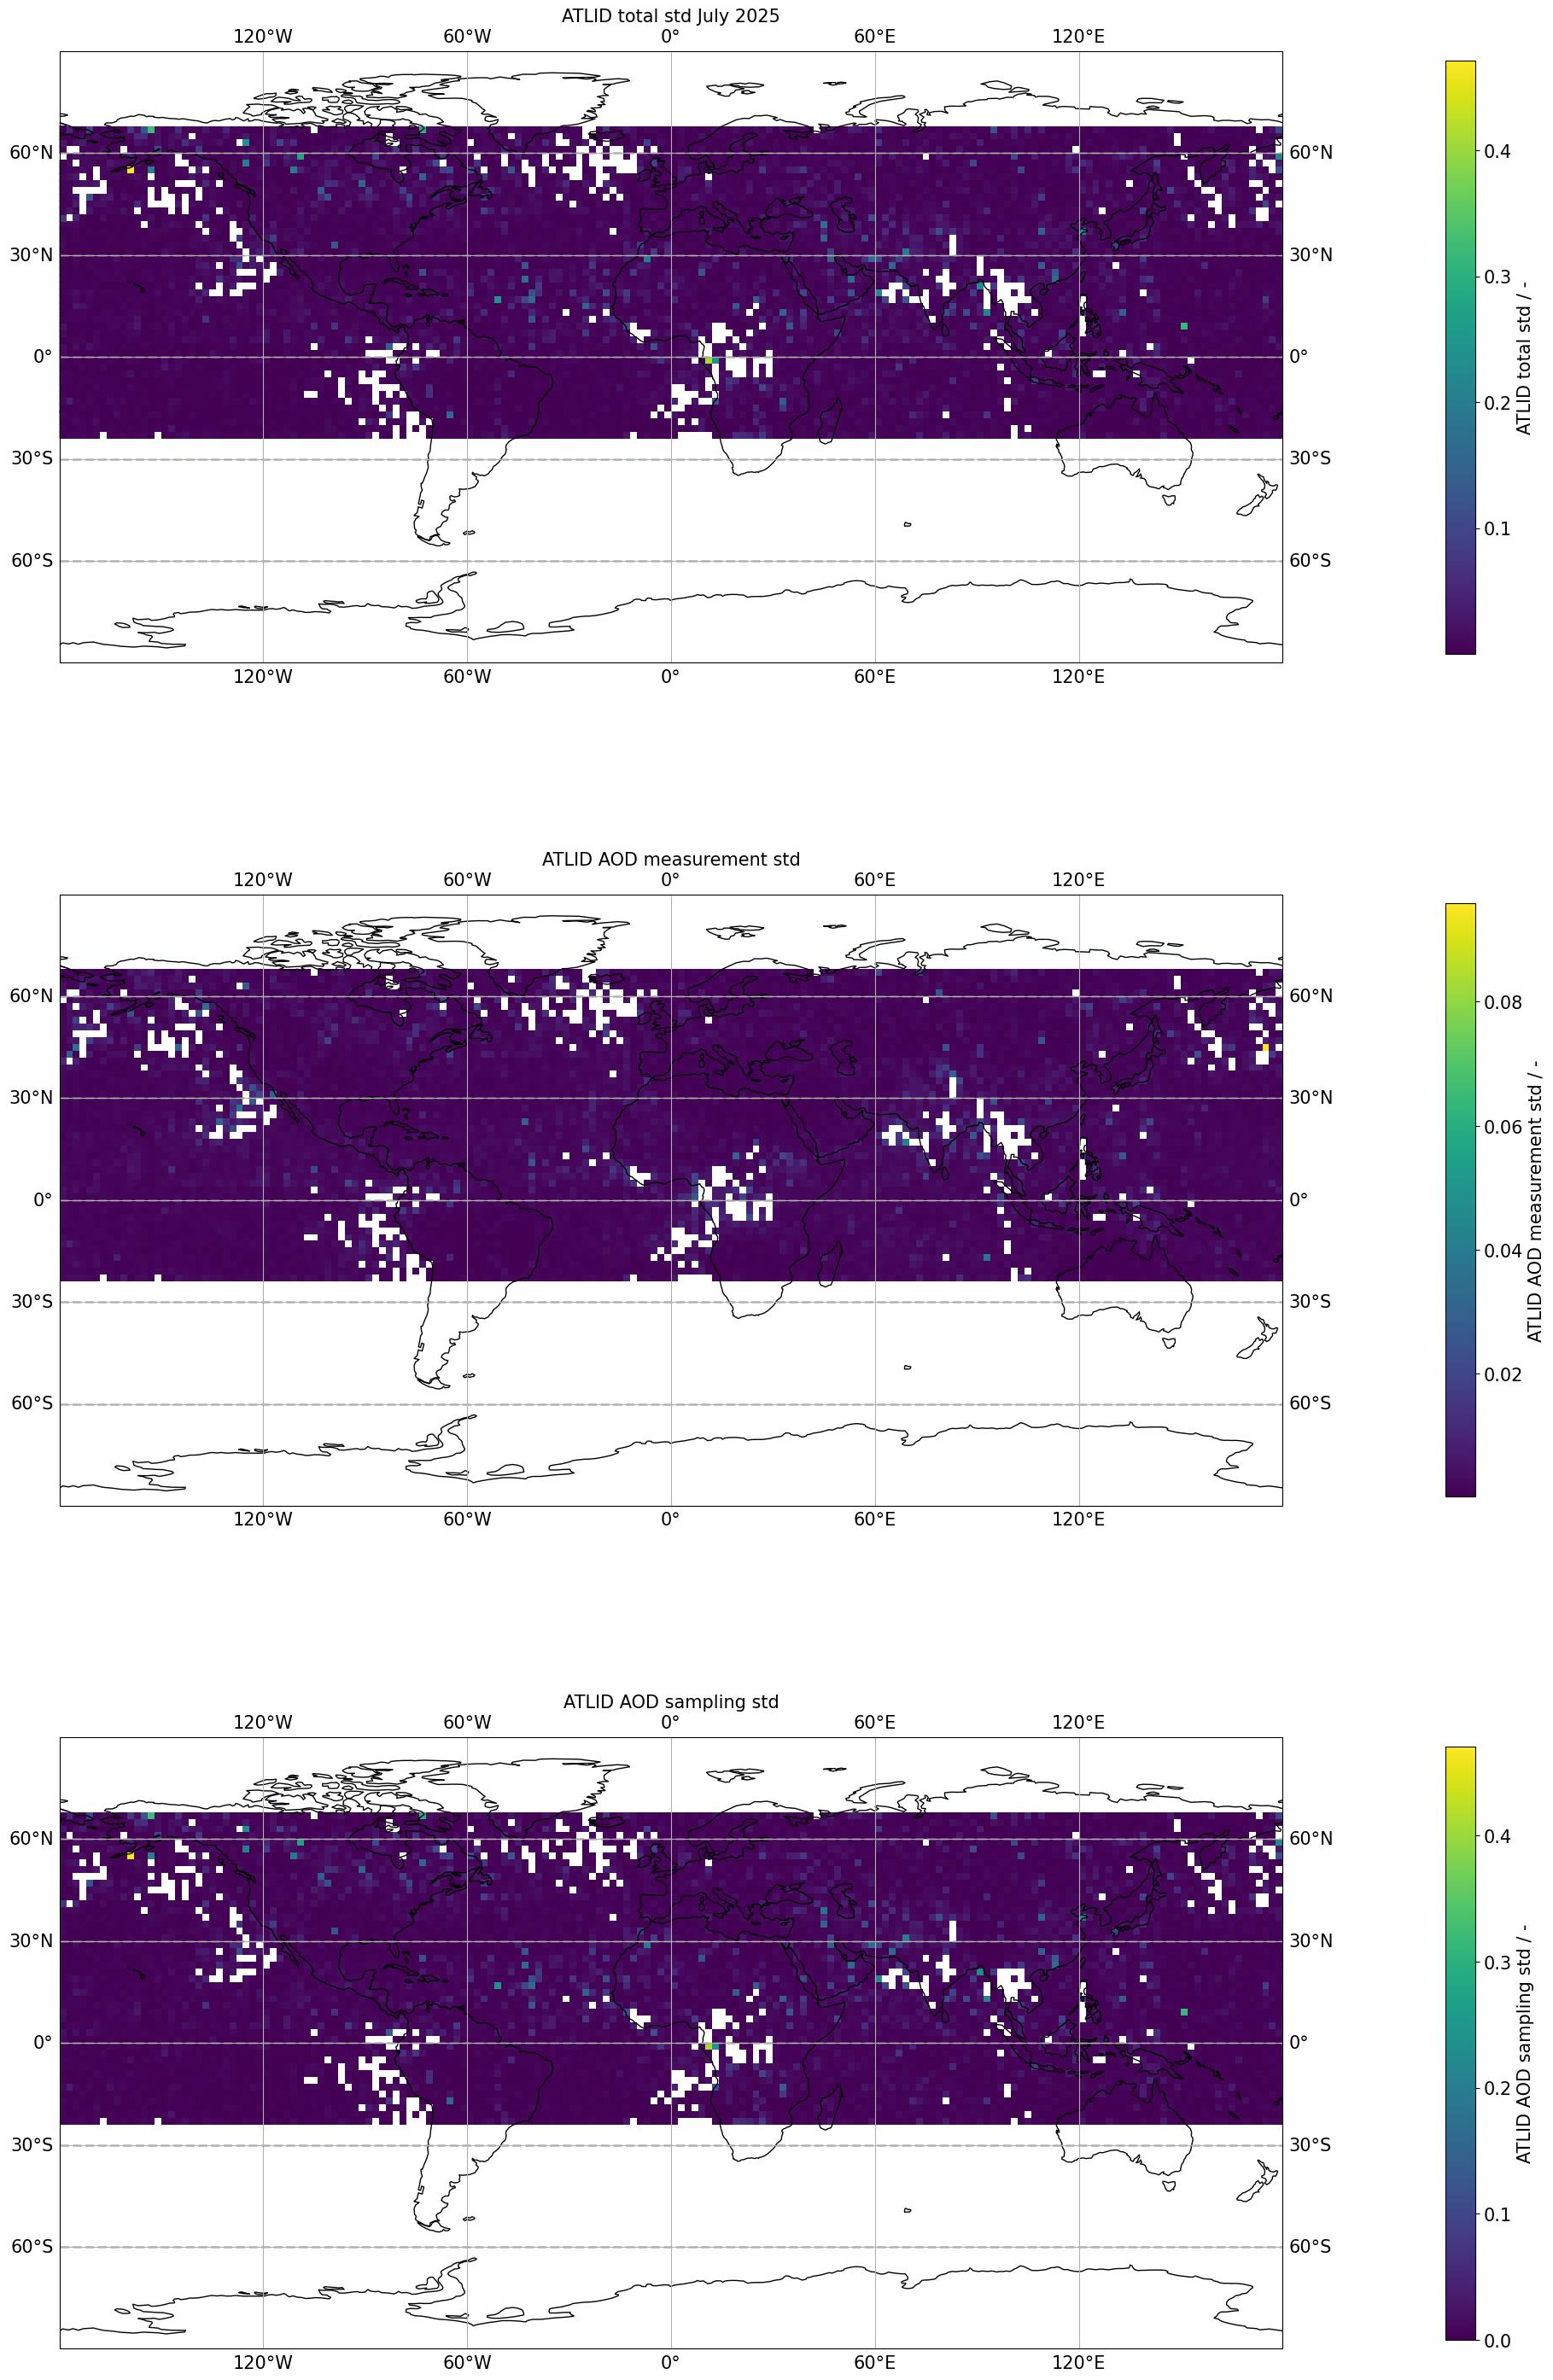 ATLID total std July 2025
120°W 60°W 0° 60°E 120°E
60°N 60°N
30°N 30°N
0° 0°
30°S 30°S
60°S 60°S
120°W 60°W 0° 60°E 120°E
0.4
0.3
0.2
0.1
ATLID total std / -
ATLID AOD measurement std
120°W 60°W 0° 60°E 120°E
60°N 60°N
30°N 30°N
0° 0°
30°S 30°S
60°S 60°S
120°W 60°W 0° 60°E 120°E
0.08
0.06
0.04
0.02
ATLID AOD measurement std / -
ATLID AOD sampling std
120°W 60°W 0° 60°E 120°E
60°N 60°N
30°N 30°N
0° 0°
30°S 30°S
60°S 60°S
120°W 60°W 0° 60°E 120°E
0.4
0.3
0.2
0.1
0.0
ATLID AOD sampling std / -